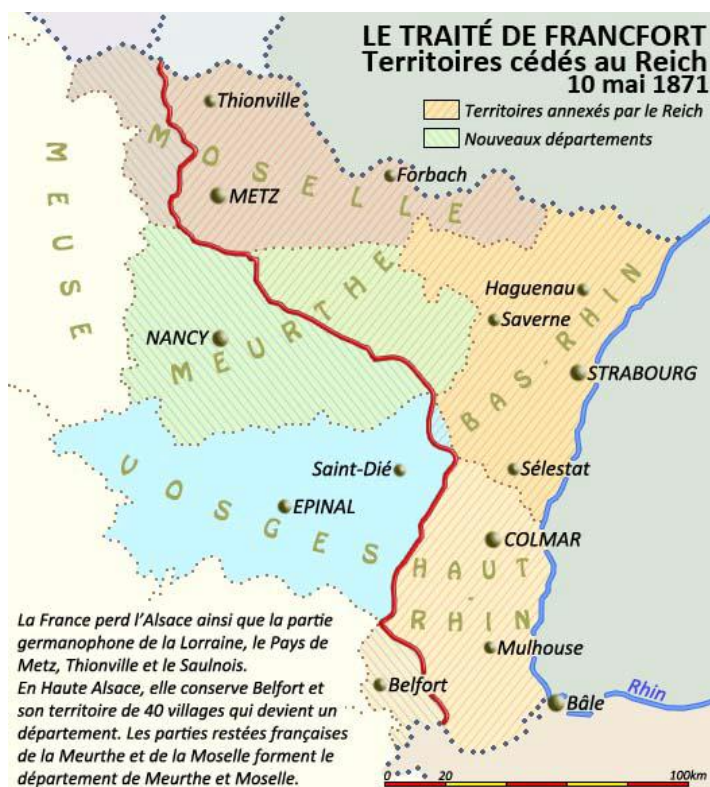 LE TRAITÉ DE FRANCFORT
Territoires cédés au Reich
10 mai 1871
Territoires annexés par le Reich
Nouveaux départements
Thionville
MOSELLE
Forbach
METZ
MEUSE
Haguenau
Saverne
NANCY
MEURTHE
BAS-RHIN
STRABOURG
Saint-Dié
Sélestat
EPINAL
VOSGES
COLMAR
HAUT-
RHIN
Mulhouse
Belfort
Bâle
Rhin
La France perd l'Alsace ainsi que la partie
germanophone de la Lorraine, le Pays de
Metz, Thionville et le Saulnois.
En Haute Alsace, elle conserve Belfort et
son territoire de 40 villages qui devient un
département. Les parties restées françaises
de la Meurthe et de la Moselle forment le
département de Meurthe et Moselle.
0 20 100km